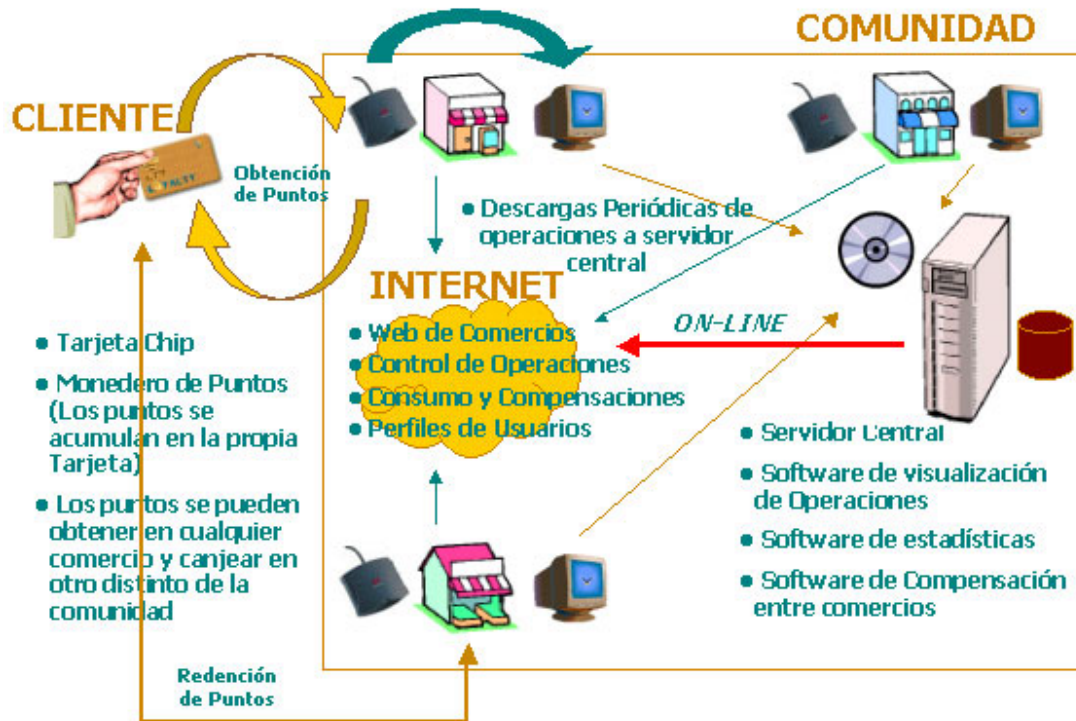 COMUNIDAD
CLIENTE
LOYALTY
Obtención
de Puntos
● Descargas Periódicas de
operaciones a servidor
central
INTERNET
● Web de Comercios
● Control de Operaciones
● Consumo y Compensaciones
● Perfiles de Usuarios
ON-LINE
● Tarjeta Chip
● Monedero de Puntos
(Los puntos se
acumulan en la propia
Tarjeta)
● Los puntos se pueden
obtener en cualquier
comercio y canjear en
otro distinto de la
comunidad
● Servidor Central
● Software de visualización
de Operaciones
● Software de estadísticas
● Software de Compensación
entre comercios
Redención
de Puntos